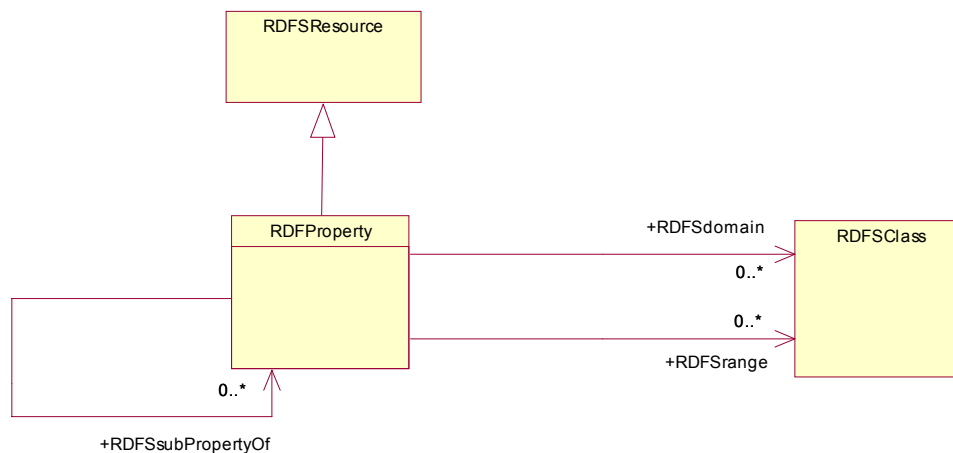 RDFSResource
RDFProperty
+RDFSdomain
RDFSClass
0..*
0..*
+RDFSrange
0..*
+RDFSsubPropertyOf